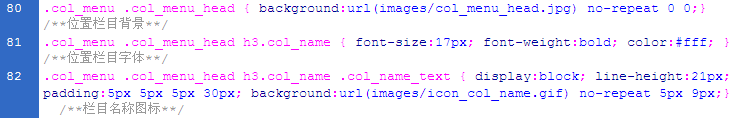 80 .col_menu .col_menu_head { background:url(images/col_menu_head.jpg) no-repeat 0 0;}
/**位置栏目背景**/
81 .col_menu .col_menu_head h3.col_name { font-size:17px; font-weight:bold; color:#fff; }
/**位置栏目字体**/
82 .col_menu .col_menu_head h3.col_name .col_name_text { display:block; line-height:21px;
padding:5px 5px 5px 30px; background:url(images/icon_col_name.gif) no-repeat 5px 9px;}
/**栏目名称图标**/